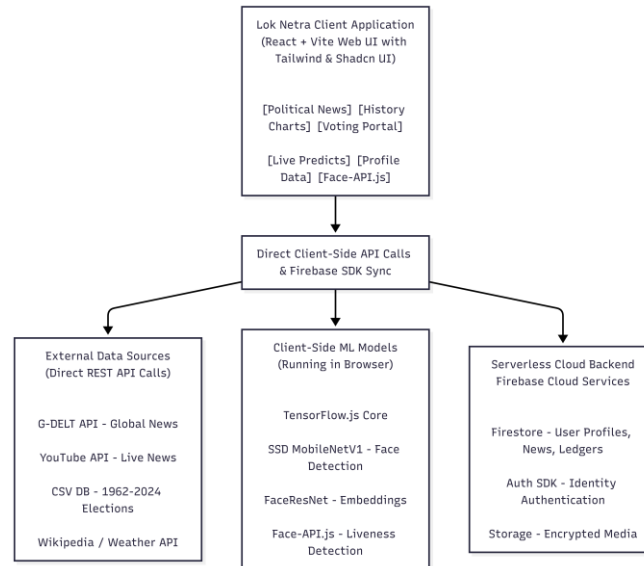 Lok Netra Client Application
(React + Vite Web UI with
Tailwind & Shadcn UI)
[Political News] [History
Charts] [Voting Portal]
[Live Predicts] [Profile
Data] [Face-API.js]
Direct Client-Side API Calls
& Firebase SDK Sync
External Data Sources
(Direct REST API Calls)
G-DELT API - Global News
YouTube API - Live News
CSV DB - 1962-2024
Elections
Wikipedia / Weather API
Client-Side ML Models
(Running in Browser)
TensorFlow.js Core
SSD MobileNetV1 - Face
Detection
FaceResNet - Embeddings
Face-API.js - Liveness
Detection
Serverless Cloud Backend
Firebase Cloud Services
Firestore - User Profiles,
News, Ledgers
Auth SDK - Identity
Authentication
Storage - Encrypted Media